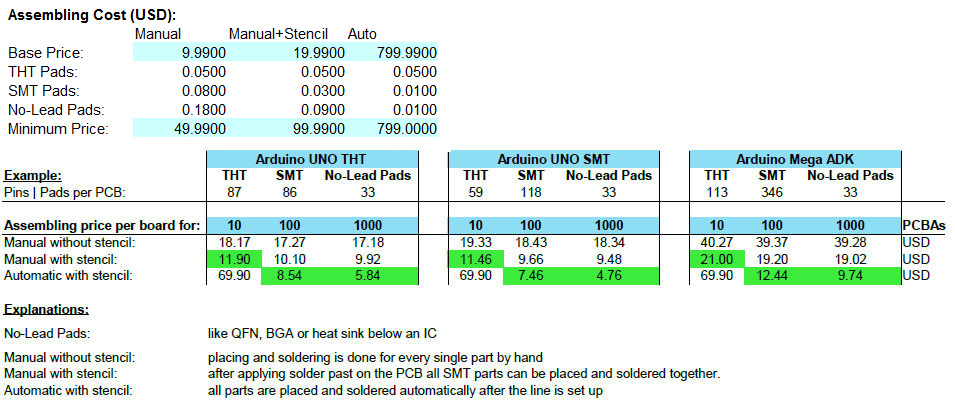 Assembling Cost (USD):
Manual Manual+Stencil Auto
Base Price: 9.9900 19.9900 799.9900
THT Pads: 0.0500 0.0500 0.0500
SMT Pads: 0.0800 0.0300 0.0100
No-Lead Pads: 0.1800 0.0900 0.0100
Minimum Price: 49.9900 99.9900 799.0000
Arduino UNO THT Arduino UNO SMT Arduino Mega ADK
Example: THT SMT No-Lead Pads THT SMT No-Lead Pads THT SMT No-Lead Pads
Pins | Pads per PCB: 87 86 33 59 118 33 113 346 33
Assembling price per board for: 10 100 1000 10 100 1000 10 100 1000 PCBAs
Manual without stencil: 18.17 17.27 17.18 19.33 18.43 18.34 40.27 39.37 39.28 USD
Manual with stencil: 11.90 10.10 9.92 11.46 9.66 9.48 21.00 19.20 19.02 USD
Automatic with stencil: 69.90 8.54 5.84 69.90 7.46 4.76 69.90 12.44 9.74 USD
Explanations:
No-Lead Pads: like QFN, BGA or heat sink below an IC
Manual without stencil: placing and soldering is done for every single part by hand
Manual with stencil: after applying solder past on the PCB all SMT parts can be placed and soldered together.
Automatic with stencil: all parts are placed and soldered automatically after the line is set up